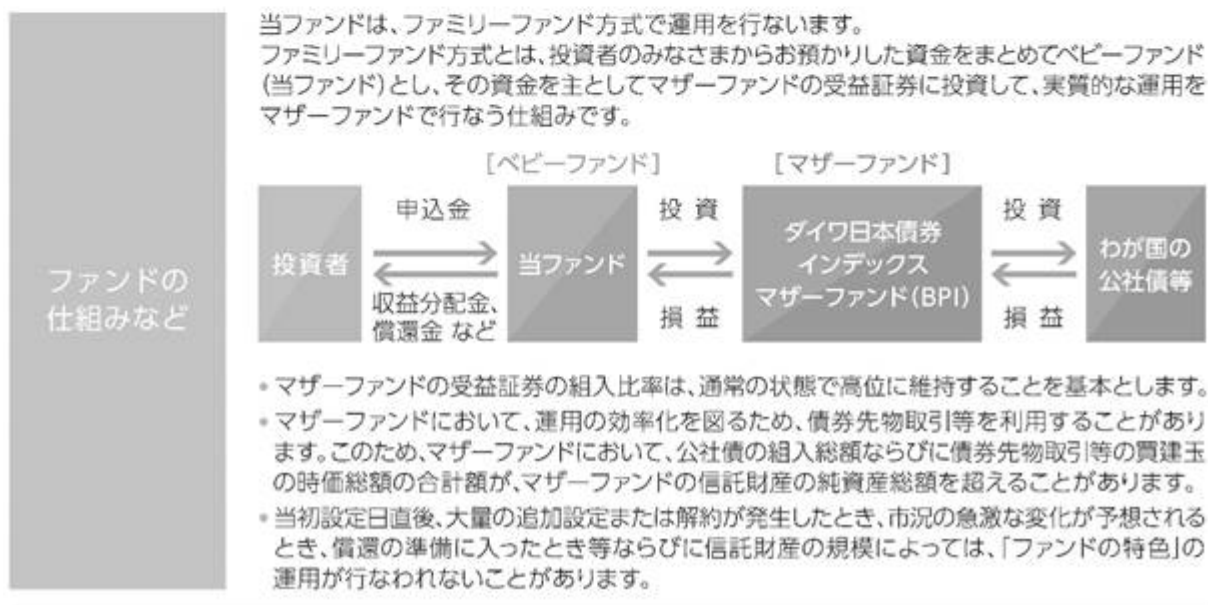 当ファンドは、ファミリーファンド方式で運用を行ないます。
ファミリーファンド方式とは、投資者のみなさまからお預かりした資金をまとめてベビーファンド
(当ファンド)とし、その資金を主としてマザーファンドの受益証券に投資して、実質的な運用を
マザーファンドで行なう仕組みです。
[ベビーファンド]
[マザーファンド]
投資者
申込金
収益分配金、
償還金 など
当ファンド
投資
損益
ダイワ日本債券
インデックス
マザーファンド(BPI)
投資
損益
わが国の
公社債等
ファンドの
仕組みなど
• マザーファンドの受益証券の組入比率は、通常の状態で高位に維持することを基本とします。
• マザーファンドにおいて、運用の効率化を図るため、債券先物取引等を利用することがあり
ます。このため、マザーファンドにおいて、公社債の組入総額ならびに債券先物取引等の買建玉
の時価総額の合計額が、マザーファンドの信託財産の純資産総額を超えることがあります。
• 当初設定日直後、大量の追加設定または解約が発生したとき、市況の急激な変化が予想される
とき、償還の準備に入ったとき等ならびに信託財産の規模によっては、「ファンドの特色」の
運用が行なわれないことがあります。